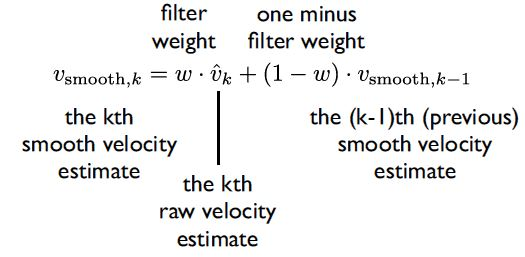 filter
weight
one minus
filter weight
v_smooth,k = w · v̂_k + (1 − w) · v_smooth,k−1
the kth
smooth velocity
estimate
the kth
raw velocity
estimate
the (k-1)th (previous)
smooth velocity
estimate